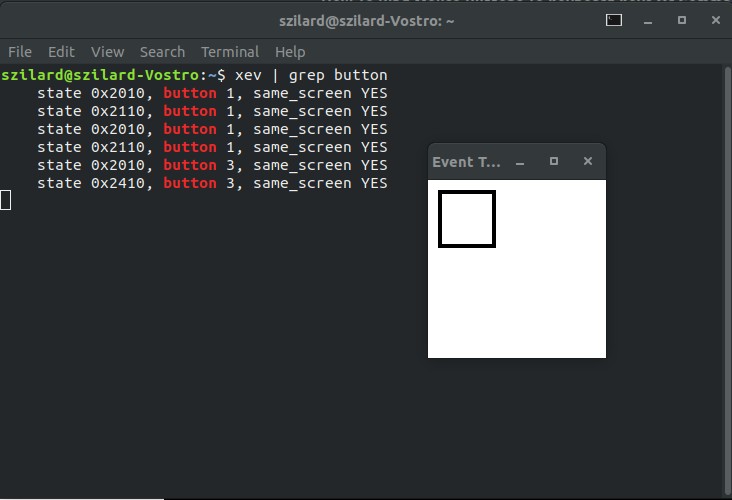 szilard@szilard-Vostro: ~
File Edit View Search Terminal Help
szilard@szilard-Vostro:~$ xev | grep button
state 0x2010, button 1, same_screen YES
state 0x2110, button 1, same_screen YES
state 0x2010, button 1, same_screen YES
state 0x2110, button 1, same_screen YES
state 0x2010, button 3, same_screen YES
state 0x2410, button 3, same_screen YES
Event T...